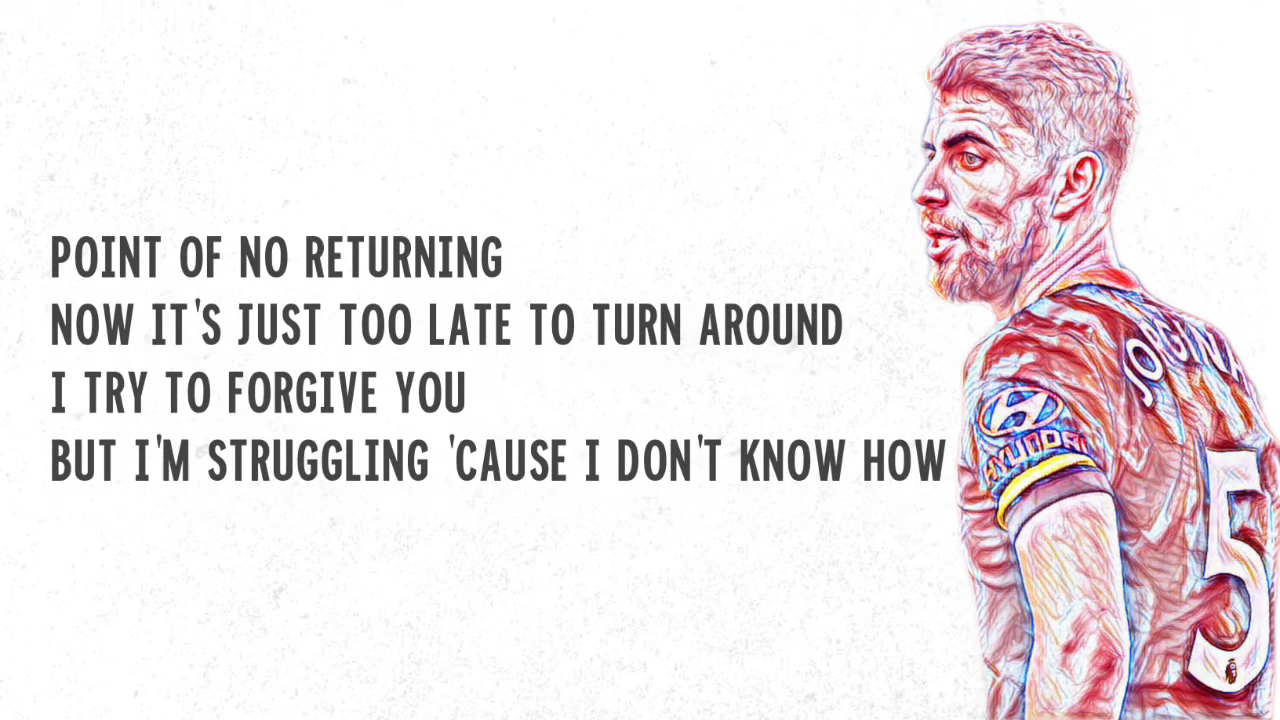 POINT OF NO RETURNING
NOW IT'S JUST TOO LATE TO TURN AROUND
I TRY TO FORGIVE YOU
BUT I'M STRUGGLING 'CAUSE I DON'T KNOW HOW
JORGINH
HYUNDAI
5